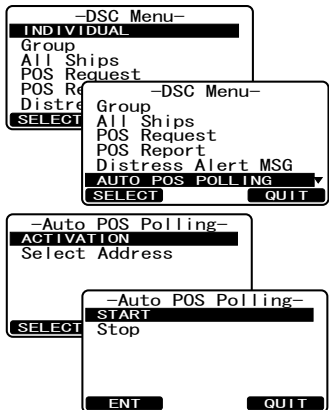 -DSC Menu-
INDIVIDUAL
Group
All Ships
POS Request
POS Re
Distre
SELECT
-DSC Menu-
Group
All Ships
POS Request
POS Report
Distress Alert MSG
AUTO POS POLLING
SELECT QUIT
-Auto POS Polling-
ACTIVATION
Select Address
SELECT
-Auto POS Polling-
START
Stop
ENT QUIT